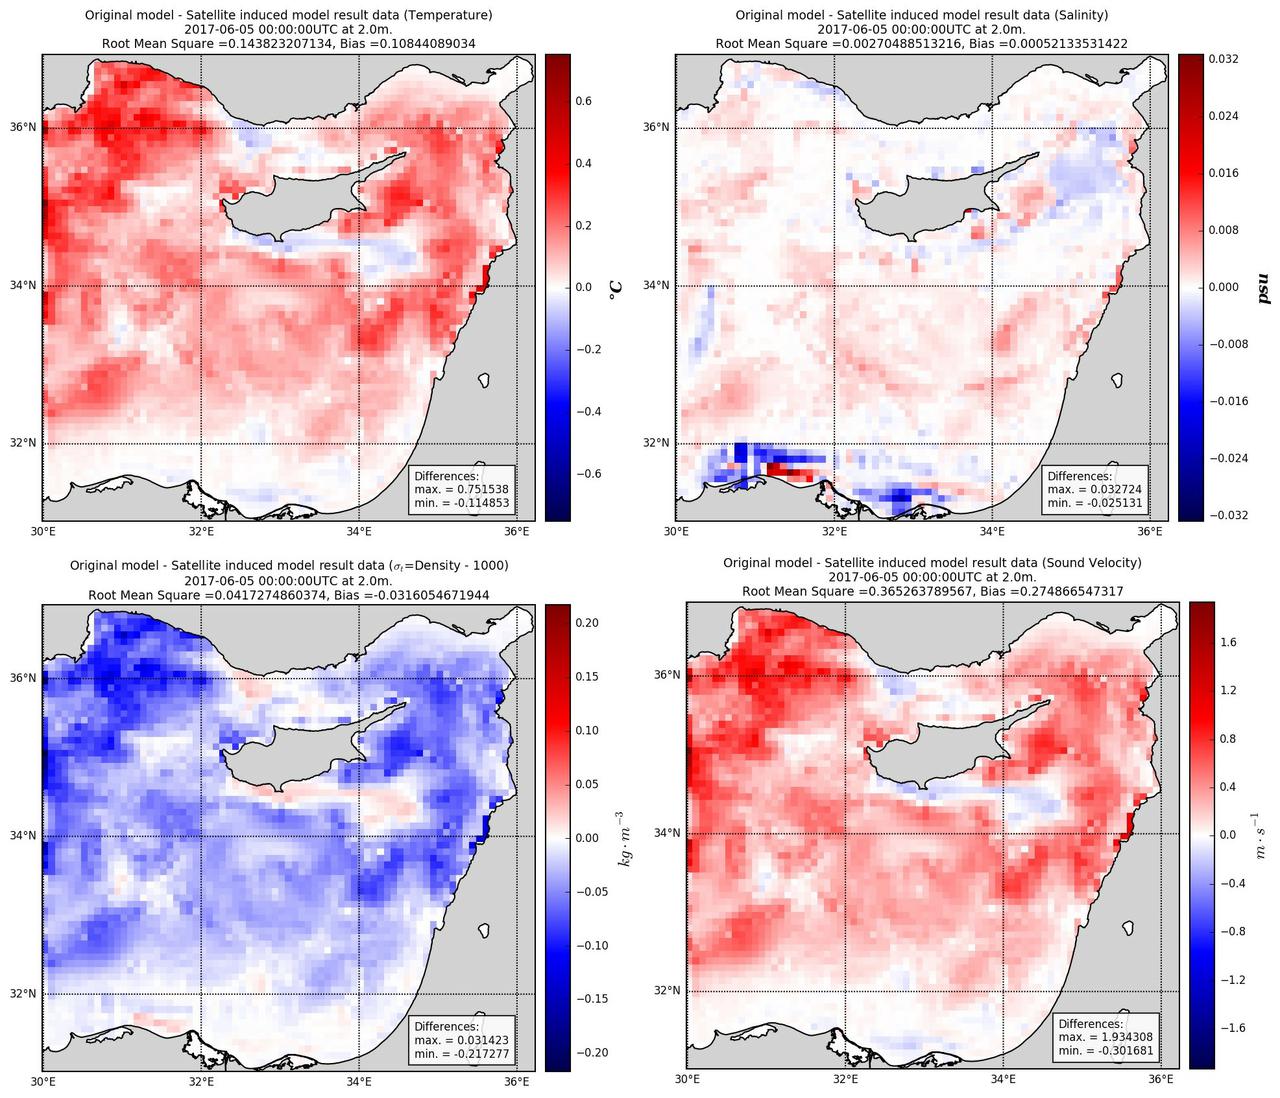 Original model - Satellite induced model result data (Temperature)
2017-06-05 00:00:00UTC at 2.0m.
Root Mean Square =0.143823207134, Bias =0.10844089034
36°N
34°N
32°N
30°E
32°E
34°E
36°E
Differences:
max. = 0.751538
min. = -0.114853
0.6
0.4
0.2
0.0
−0.2
−0.4
−0.6
°C
Original model - Satellite induced model result data (Salinity)
2017-06-05 00:00:00UTC at 2.0m.
Root Mean Square =0.00270488513216, Bias =0.00052133531422
36°N
34°N
32°N
30°E
32°E
34°E
36°E
Differences:
max. = 0.032724
min. = -0.025131
0.032
0.024
0.016
0.008
0.000
−0.008
−0.016
−0.024
−0.032
psu
Original model - Satellite induced model result data (σt=Density - 1000)
2017-06-05 00:00:00UTC at 2.0m.
Root Mean Square =0.0417274860374, Bias =-0.0316054671944
36°N
34°N
32°N
30°E
32°E
34°E
36°E
Differences:
max. = 0.031423
min. = -0.217277
0.20
0.15
0.10
0.05
0.00
−0.05
−0.10
−0.15
−0.20
kg · m⁻³
Original model - Satellite induced model result data (Sound Velocity)
2017-06-05 00:00:00UTC at 2.0m.
Root Mean Square =0.365263789567, Bias =0.274866547317
36°N
34°N
32°N
30°E
32°E
34°E
36°E
Differences:
max. = 1.934308
min. = -0.301681
1.6
1.2
0.8
0.4
0.0
−0.4
−0.8
−1.2
−1.6
m · s⁻¹